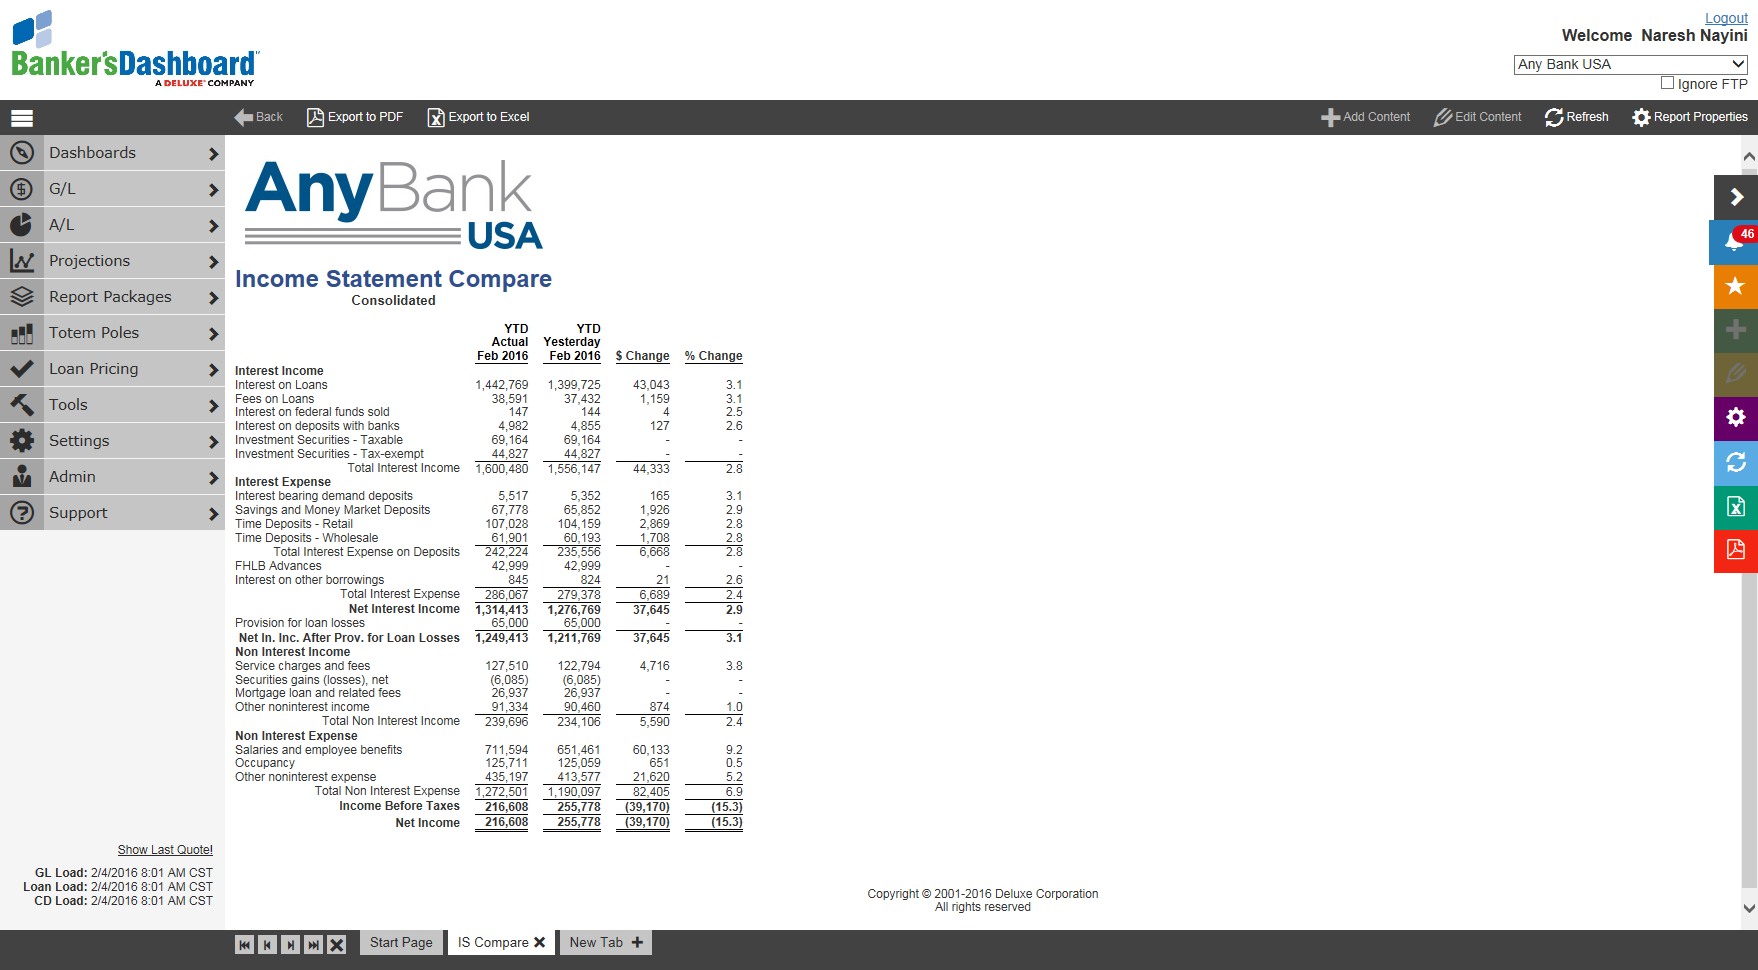 Banker'sDashboard
A DELUXE COMPANY
Logout
Welcome Naresh Nayini
Any Bank USA
Ignore FTP
Back Export to PDF Export to Excel Add Content Edit Content Refresh Report Properties
Dashboards
G/L
A/L
Projections
Report Packages
Totem Poles
Loan Pricing
Tools
Settings
Admin
Support
Show Last Quote!
GL Load: 2/4/2016 8:01 AM CST
Loan Load: 2/4/2016 8:01 AM CST
CD Load: 2/4/2016 8:01 AM CST
46
AnyBank
USA
Income Statement Compare
Consolidated
YTD YTD
Actual Yesterday
Feb 2016 Feb 2016 $ Change % Change
Interest Income
Interest on Loans 1,442,769 1,399,725 43,043 3.1
Fees on Loans 38,591 37,432 1,159 3.1
Interest on federal funds sold 147 144 4 2.5
Interest on deposits with banks 4,982 4,855 127 2.6
Investment Securities - Taxable 69,164 69,164 - -
Investment Securities - Tax-exempt 44,827 44,827 - -
Total Interest Income 1,600,480 1,556,147 44,333 2.8
Interest Expense
Interest bearing demand deposits 5,517 5,352 165 3.1
Savings and Money Market Deposits 67,778 65,852 1,926 2.9
Time Deposits - Retail 107,028 104,159 2,869 2.8
Time Deposits - Wholesale 61,901 60,193 1,708 2.8
Total Interest Expense on Deposits 242,224 235,556 6,668 2.8
FHLB Advances 42,999 42,999 - -
Interest on other borrowings 845 824 21 2.6
Total Interest Expense 286,067 279,378 6,689 2.4
Net Interest Income 1,314,413 1,276,769 37,645 2.9
Provision for loan losses 65,000 65,000 - -
Net In. Inc. After Prov. for Loan Losses 1,249,413 1,211,769 37,645 3.1
Non Interest Income
Service charges and fees 127,510 122,794 4,716 3.8
Securities gains (losses), net (6,085) (6,085) - -
Mortgage loan and related fees 26,937 26,937 - -
Other noninterest income 91,334 90,460 874 1.0
Total Non Interest Income 239,696 234,106 5,590 2.4
Non Interest Expense
Salaries and employee benefits 711,594 651,461 60,133 9.2
Occupancy 125,711 125,059 651 0.5
Other noninterest expense 435,197 413,577 21,620 5.2
Total Non Interest Expense 1,272,501 1,190,097 82,405 6.9
Income Before Taxes 216,608 255,778 (39,170) (15.3)
Net Income 216,608 255,778 (39,170) (15.3)
Copyright © 2001-2016 Deluxe Corporation
All rights reserved
Start Page IS Compare New Tab